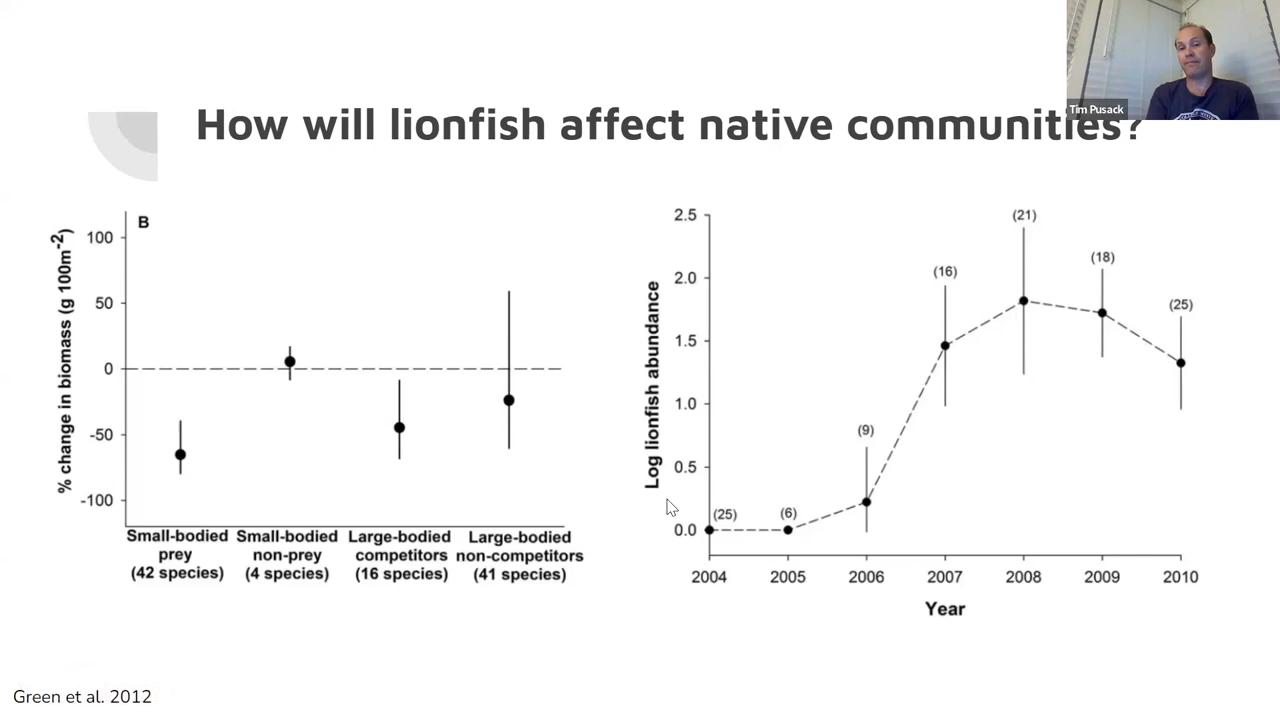 Tim Pusack
How will lionfish affect native communities?
B
% change in biomass (g 100m-2)
100
50
0
-50
-100
Small-bodied prey (42 species)
Small-bodied non-prey (4 species)
Large-bodied competitors (16 species)
Large-bodied non-competitors (41 species)
Log lionfish abundance
2.5
2.0
1.5
1.0
0.5
0.0
(25)
(6)
(9)
(16)
(21)
(18)
(25)
2004 2005 2006 2007 2008 2009 2010
Year
Green et al. 2012